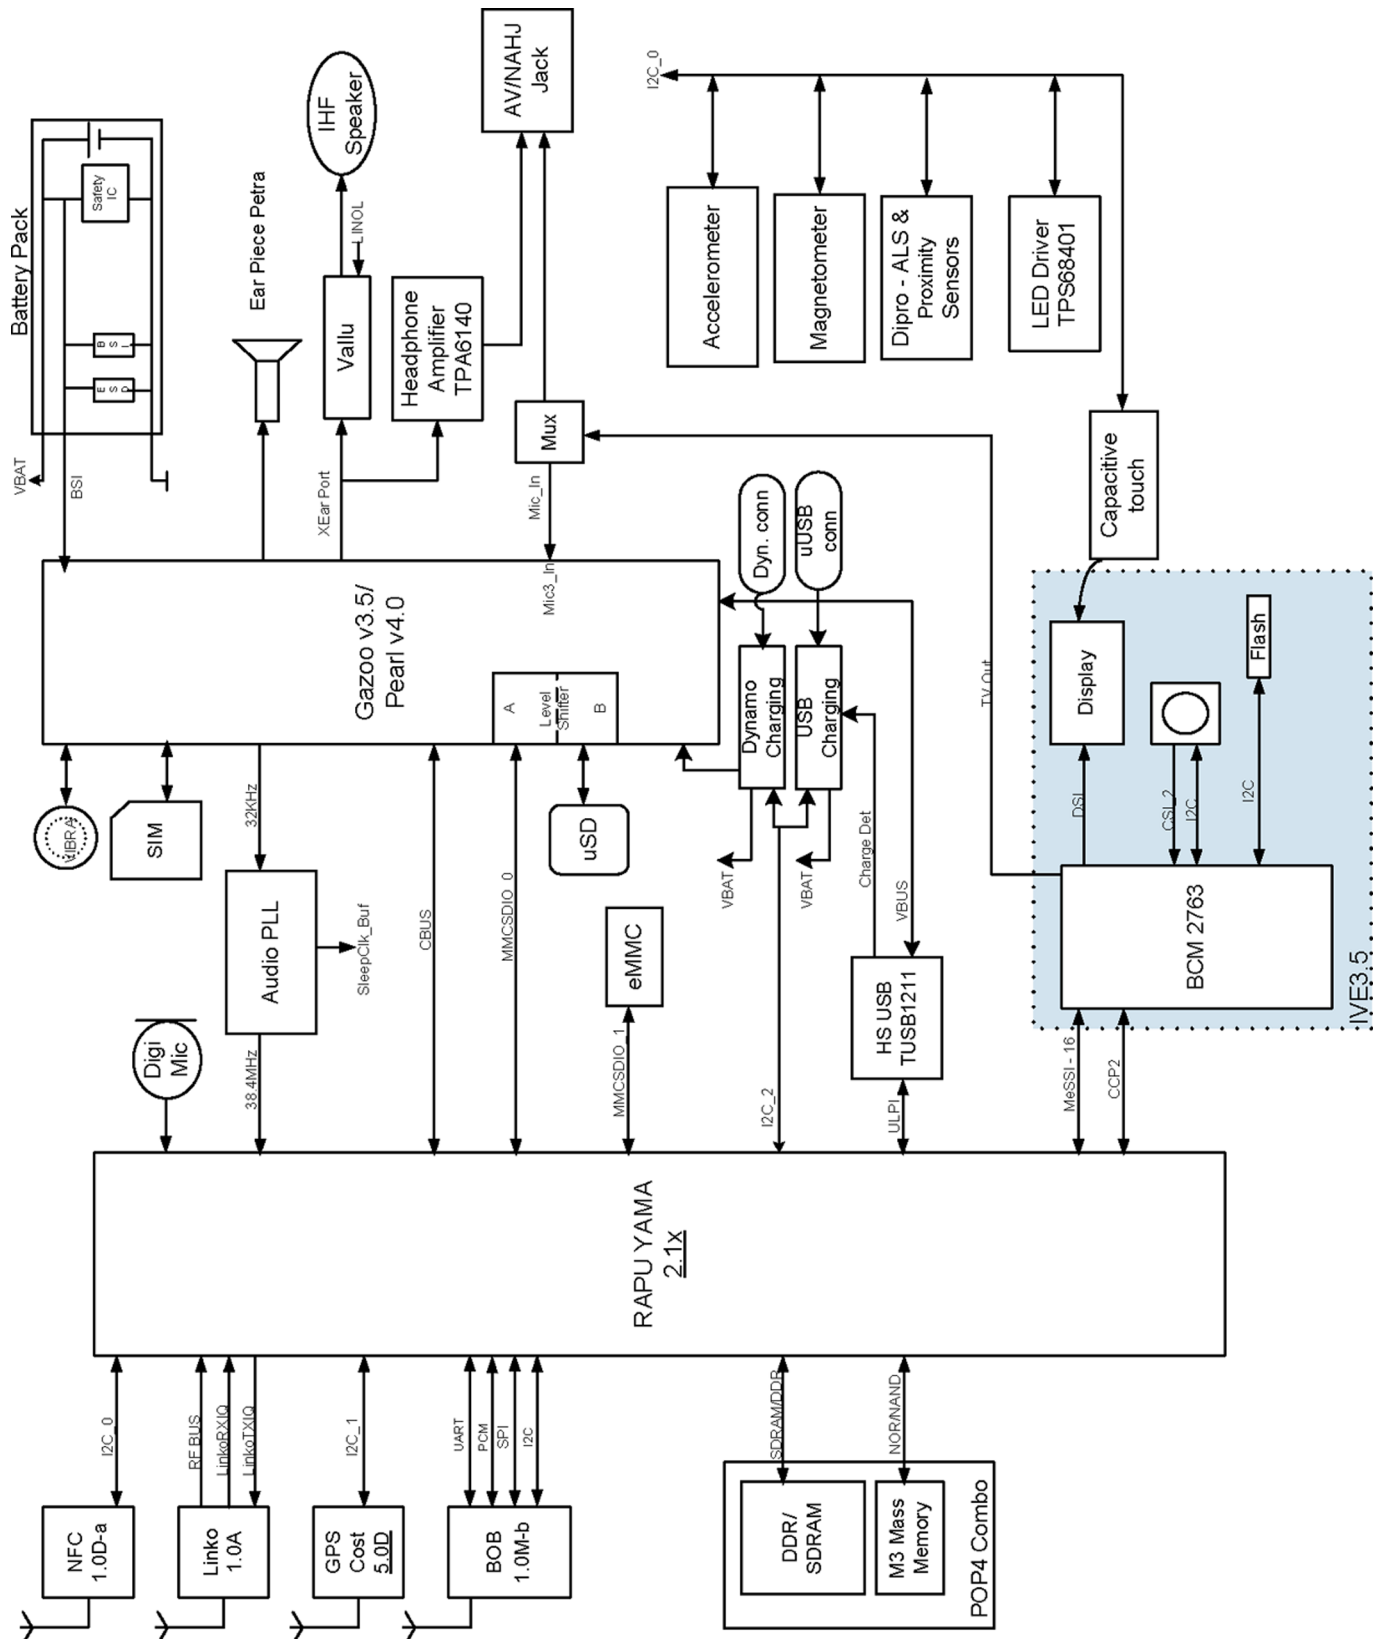 Battery Pack
Safety
IC
B
S
I
E
S
D
VBAT
BSI
Ear Piece Petra
IHF
Speaker
LINOL
Vallu
Headphone
Amplifier
TPA6140
AV/NAHJ
Jack
Mux
XEar Port
Mic_In
Mic3_In
I2C_0
Accelerometer
Magnetometer
Dipro - ALS &
Proximity
Sensors
LED Driver
TPS68401
Capacitive
touch
Gazoo v3.5/
Pearl v4.0
A
Level
Shifter
B
Dyn. conn
uUSB
conn
Dynamo
Charging
USB
Charging
VBAT
VBAT
Charge Det
VBUS
TV Out
VIBRA
SIM
32KHz
Audio PLL
SleepClk_Buf
38.4MHz
Digi
Mic
CBUS
MMCSDIO_0
uSD
eMMC
MMCSDIO_1
I2C_2
HS USB
TUSB1211
ULPI
Display
Flash
DSI
CSI_2
I2C
I2C
BCM 2763
IVE3.5
MeSSI - 16
CCP2
RAPU YAMA
2.1x
I2C_0
RF BUS
LinkoRXIQ
LinkoTXIQ
I2C_1
UART
PCM
SPI
I2C
SDRAM/DDR
NOR/NAND
NFC
1.0D-a
Linko
1.0A
GPS
Cost
5.0D
BOB
1.0M-b
DDR/
SDRAM
M3 Mass
Memory
POP4 Combo